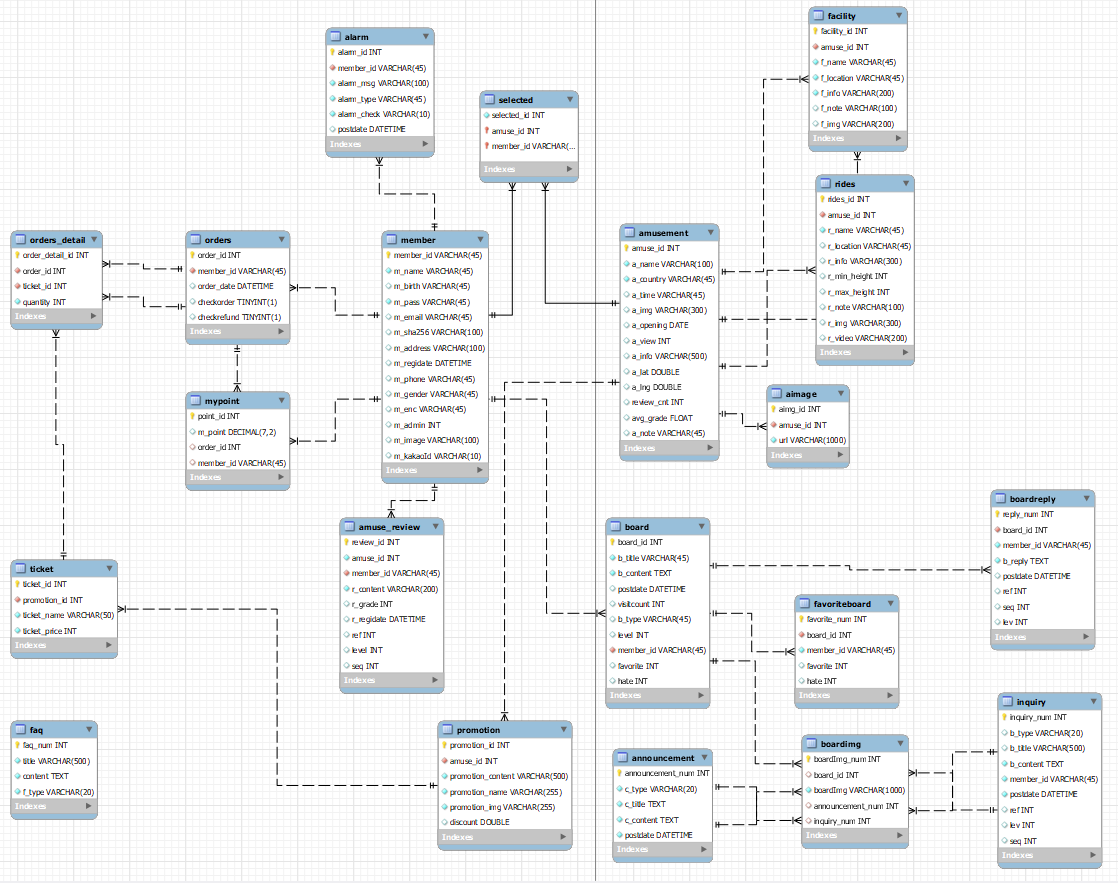 facility
facility_id INT
amuse_id INT
f_name VARCHAR(45)
f_location VARCHAR(45)
f_info VARCHAR(200)
f_note VARCHAR(100)
f_img VARCHAR(200)
Indexes
alarm
alarm_id INT
member_id VARCHAR(45)
alarm_msg VARCHAR(100)
alarm_type VARCHAR(45)
alarm_check VARCHAR(10)
postdate DATETIME
Indexes
selected
selected_id INT
amuse_id INT
member_id VARCHAR(...
Indexes
rides
rides_id INT
amuse_id INT
r_name VARCHAR(45)
r_location VARCHAR(45)
r_info VARCHAR(300)
r_min_height INT
r_max_height INT
r_note VARCHAR(100)
r_img VARCHAR(300)
r_video VARCHAR(200)
Indexes
orders_detail
order_detail_id INT
order_id INT
ticket_id INT
quantity INT
Indexes
orders
order_id INT
member_id VARCHAR(45)
order_date DATETIME
checkorder TINYINT(1)
checkrefund TINYINT(1)
Indexes
member
member_id VARCHAR(45)
m_name VARCHAR(45)
m_birth VARCHAR(45)
m_pass VARCHAR(45)
m_email VARCHAR(45)
m_sha256 VARCHAR(100)
m_address VARCHAR(100)
m_regidate DATETIME
m_phone VARCHAR(45)
m_gender VARCHAR(45)
m_enc VARCHAR(45)
m_admin INT
m_image VARCHAR(100)
m_kakaoId VARCHAR(10)
Indexes
amusement
amuse_id INT
a_name VARCHAR(100)
a_country VARCHAR(45)
a_time VARCHAR(45)
a_img VARCHAR(300)
a_opening DATE
a_view INT
a_info VARCHAR(500)
a_lat DOUBLE
a_lng DOUBLE
review_cnt INT
avg_grade FLOAT
a_note VARCHAR(45)
Indexes
mypoint
point_id INT
m_point DECIMAL(7,2)
order_id INT
member_id VARCHAR(45)
Indexes
aimage
aimg_id INT
amuse_id INT
url VARCHAR(1000)
Indexes
amuse_review
review_id INT
amuse_id INT
member_id VARCHAR(45)
r_content VARCHAR(200)
r_grade INT
r_regidate DATETIME
ref INT
level INT
seq INT
Indexes
board
board_id INT
b_title VARCHAR(45)
b_content TEXT
postdate DATETIME
visitcount INT
b_type VARCHAR(45)
level INT
member_id VARCHAR(45)
favorite INT
hate INT
Indexes
boardreply
reply_num INT
board_id INT
member_id VARCHAR(45)
b_reply TEXT
postdate DATETIME
ref INT
seq INT
lev INT
Indexes
ticket
ticket_id INT
promotion_id INT
ticket_name VARCHAR(50)
ticket_price INT
Indexes
favoriteboard
favorite_num INT
board_id INT
member_id VARCHAR(45)
favorite INT
hate INT
Indexes
faq
faq_num INT
title VARCHAR(500)
content TEXT
f_type VARCHAR(20)
Indexes
promotion
promotion_id INT
amuse_id INT
promotion_content VARCHAR(500)
promotion_name VARCHAR(255)
promotion_img VARCHAR(255)
discount DOUBLE
Indexes
announcement
announcement_num INT
c_type VARCHAR(20)
c_title TEXT
c_content TEXT
postdate DATETIME
Indexes
boardimg
boardImg_num INT
board_id INT
boardImg VARCHAR(1000)
announcement_num INT
inquiry_num INT
Indexes
inquiry
inquiry_num INT
b_type VARCHAR(20)
b_title VARCHAR(500)
b_content TEXT
member_id VARCHAR(45)
postdate DATETIME
ref INT
lev INT
seq INT
Indexes